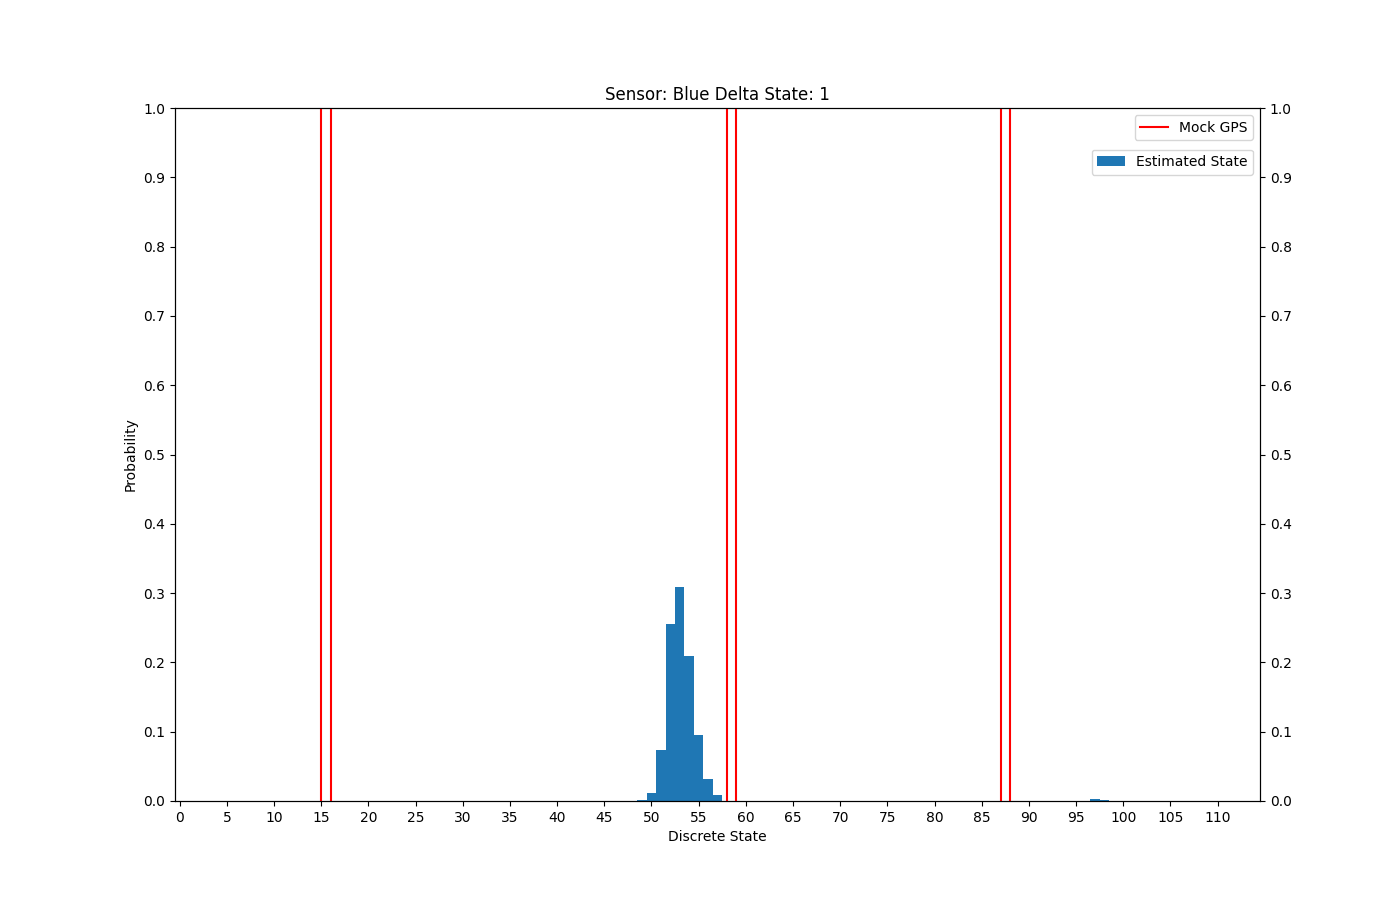 Sensor: Blue Delta State: 1
1.0 1.0
Mock GPS
Estimated State
0.9 0.9
0.8 0.8
0.7 0.7
0.6 0.6
0.5 0.5
0.4 0.4
0.3 0.3
0.2 0.2
0.1 0.1
0.0 0.0
Probability
0 5 10 15 20 25 30 35 40 45 50 55 60 65 70 75 80 85 90 95 100 105 110
Discrete State